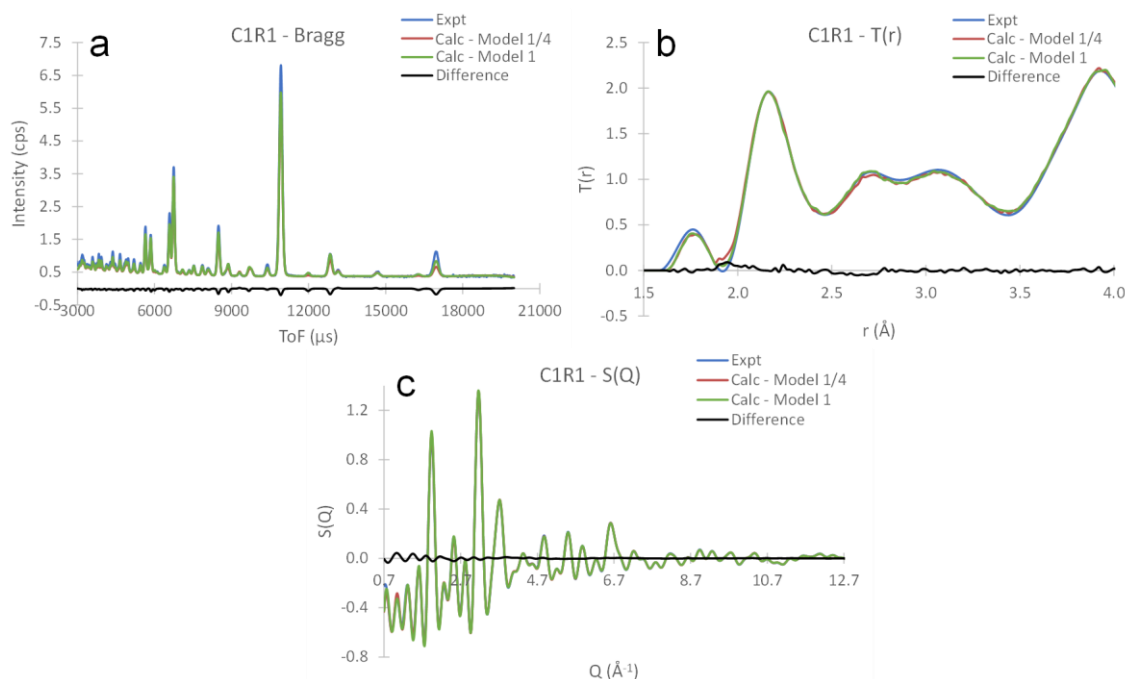 a
C1R1 - Bragg
Expt
Calc - Model 1/4
Calc - Model 1
Difference
7.5
6.5
5.5
4.5
3.5
2.5
1.5
0.5
-0.5
Intensity (cps)
3000 6000 9000 12000 15000 18000 21000
ToF (µs)
b
C1R1 - T(r)
Expt
Calc - Model 1/4
Calc - Model 1
Difference
2.5
2.0
1.5
1.0
0.5
0.0
-0.5
T(r)
1.5 2.0 2.5 3.0 3.5 4.0
r (Å)
c
C1R1 - S(Q)
Expt
Calc - Model 1/4
Calc - Model 1
Difference
1.2
0.8
0.4
0.0
-0.4
-0.8
S(Q)
0.7 2.7 4.7 6.7 8.7 10.7 12.7
Q (Å⁻¹)